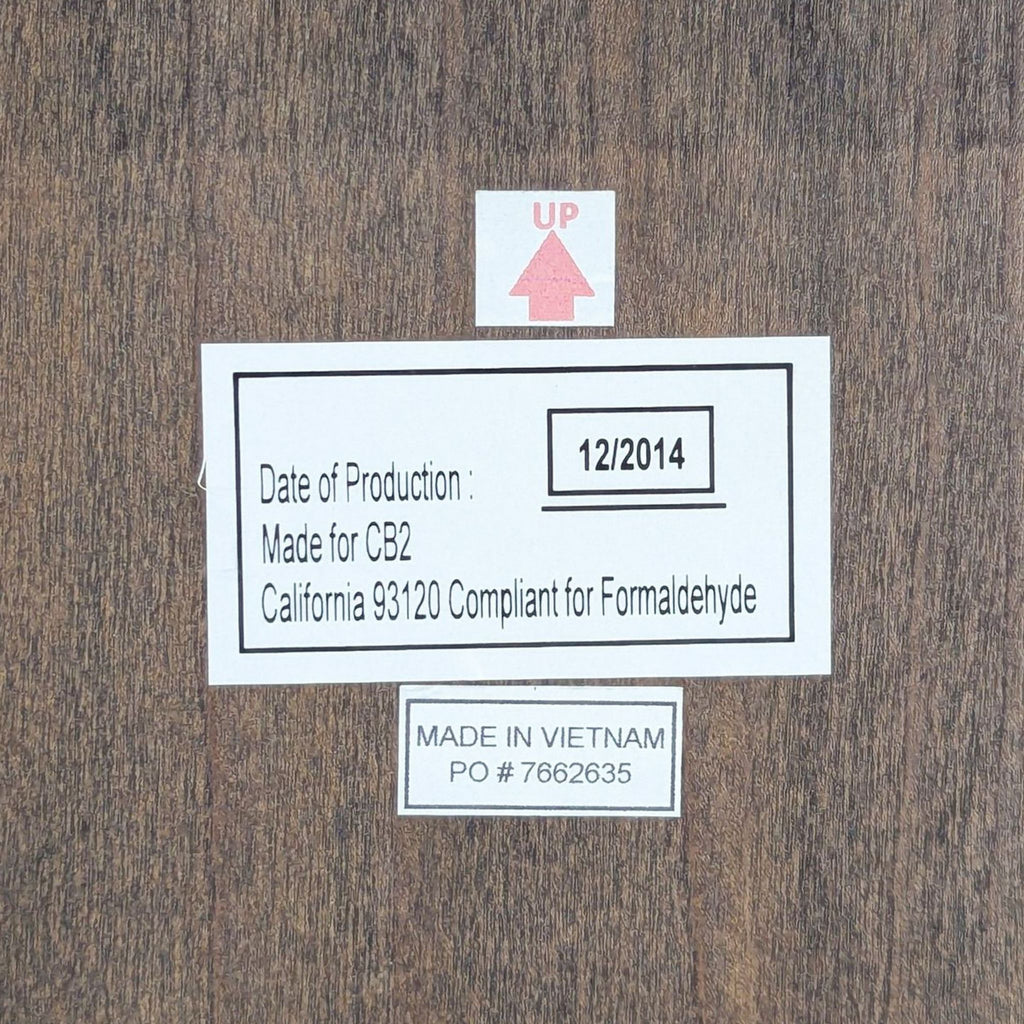 UP
12/2014
Date of Production :
Made for CB2
California 93120 Compliant for Formaldehyde
MADE IN VIETNAM
PO # 7662635